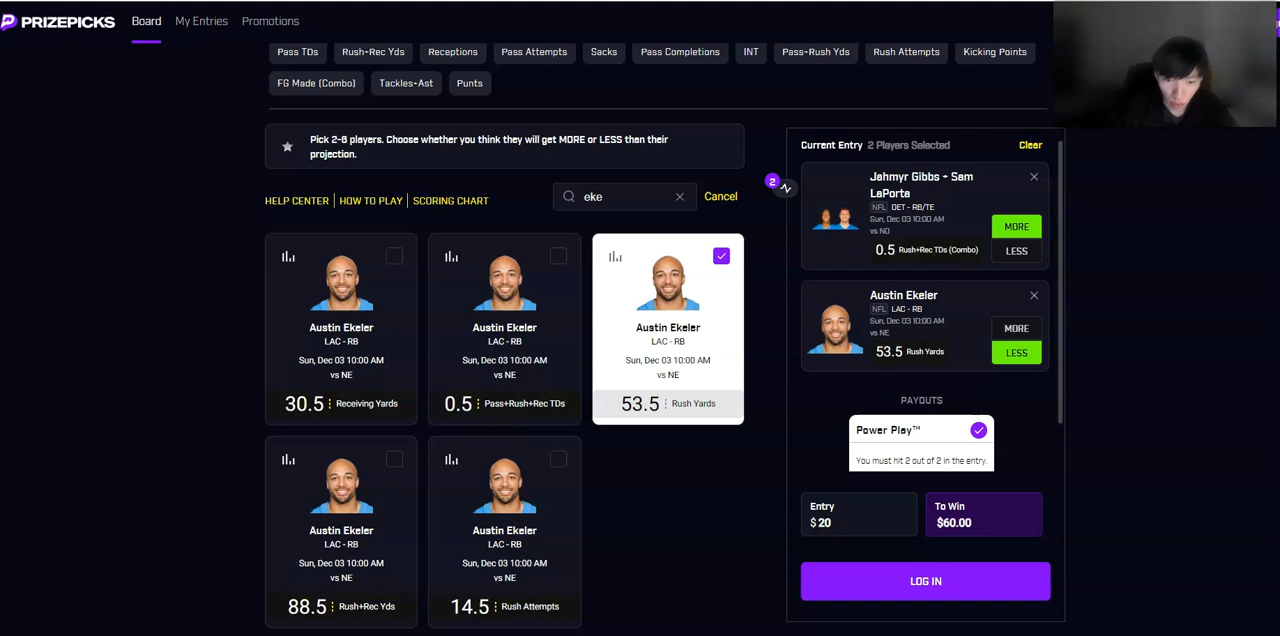 PRIZEPICKS
Board
My Entries
Promotions
Pass TDs
Rush+Rec Yds
Receptions
Pass Attempts
Sacks
Pass Completions
INT
Pass+Rush Yds
Rush Attempts
Kicking Points
FG Made (Combo)
Tackles+Ast
Punts
Pick 2-6 players. Choose whether you think they will get MORE or LESS than their
projection.
HELP CENTER
HOW TO PLAY
SCORING CHART
eke
Cancel
Austin Ekeler
LAC - RB
Sun, Dec 03 10:00 AM
vs NE
30.5 Receiving Yards
Austin Ekeler
LAC - RB
Sun, Dec 03 10:00 AM
vs NE
0.5 Pass+Rush+Rec TDs
Austin Ekeler
LAC - RB
Sun, Dec 03 10:00 AM
vs NE
53.5 Rush Yards
Austin Ekeler
LAC - RB
Sun, Dec 03 10:00 AM
vs NE
88.5 Rush+Rec Yds
Austin Ekeler
LAC - RB
Sun, Dec 03 10:00 AM
vs NE
14.5 Rush Attempts
2
Current Entry 2 Players Selected
Clear
Jahmyr Gibbs + Sam
LaPorta
NFL DET - RB/TE
Sun, Dec 03 10:00 AM
vs NO
0.5 Rush+Rec TDs (Combo)
MORE
LESS
Austin Ekeler
NFL LAC - RB
Sun, Dec 03 10:00 AM
vs NE
53.5 Rush Yards
MORE
LESS
PAYOUTS
Power Play™
You must hit 2 out of 2 in the entry.
Entry
$ 20
To Win
$60.00
LOG IN